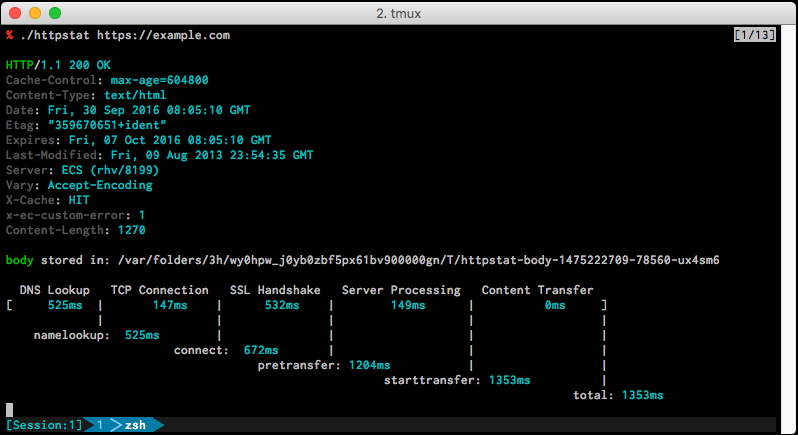 2. tmux
% ./httpstat https://example.com [1/13]
HTTP/1.1 200 OK
Cache-Control: max-age=604800
Content-Type: text/html
Date: Fri, 30 Sep 2016 08:05:10 GMT
Etag: "359670651+ident"
Expires: Fri, 07 Oct 2016 08:05:10 GMT
Last-Modified: Fri, 09 Aug 2013 23:54:35 GMT
Server: ECS (rhv/8199)
Vary: Accept-Encoding
X-Cache: HIT
x-ec-custom-error: 1
Content-Length: 1270
body stored in: /var/folders/3h/wy0hpw_j0yb0zbf5px61bv900000gn/T/httpstat-body-1475222709-78560-ux4sm6
DNS Lookup TCP Connection SSL Handshake Server Processing Content Transfer
[ 525ms | 147ms | 532ms | 149ms | 0ms ]
| | | | |
namelookup: 525ms | | | |
connect: 672ms | | |
pretransfer: 1204ms | |
starttransfer: 1353ms |
total: 1353ms
[Session:1] 1 > zsh